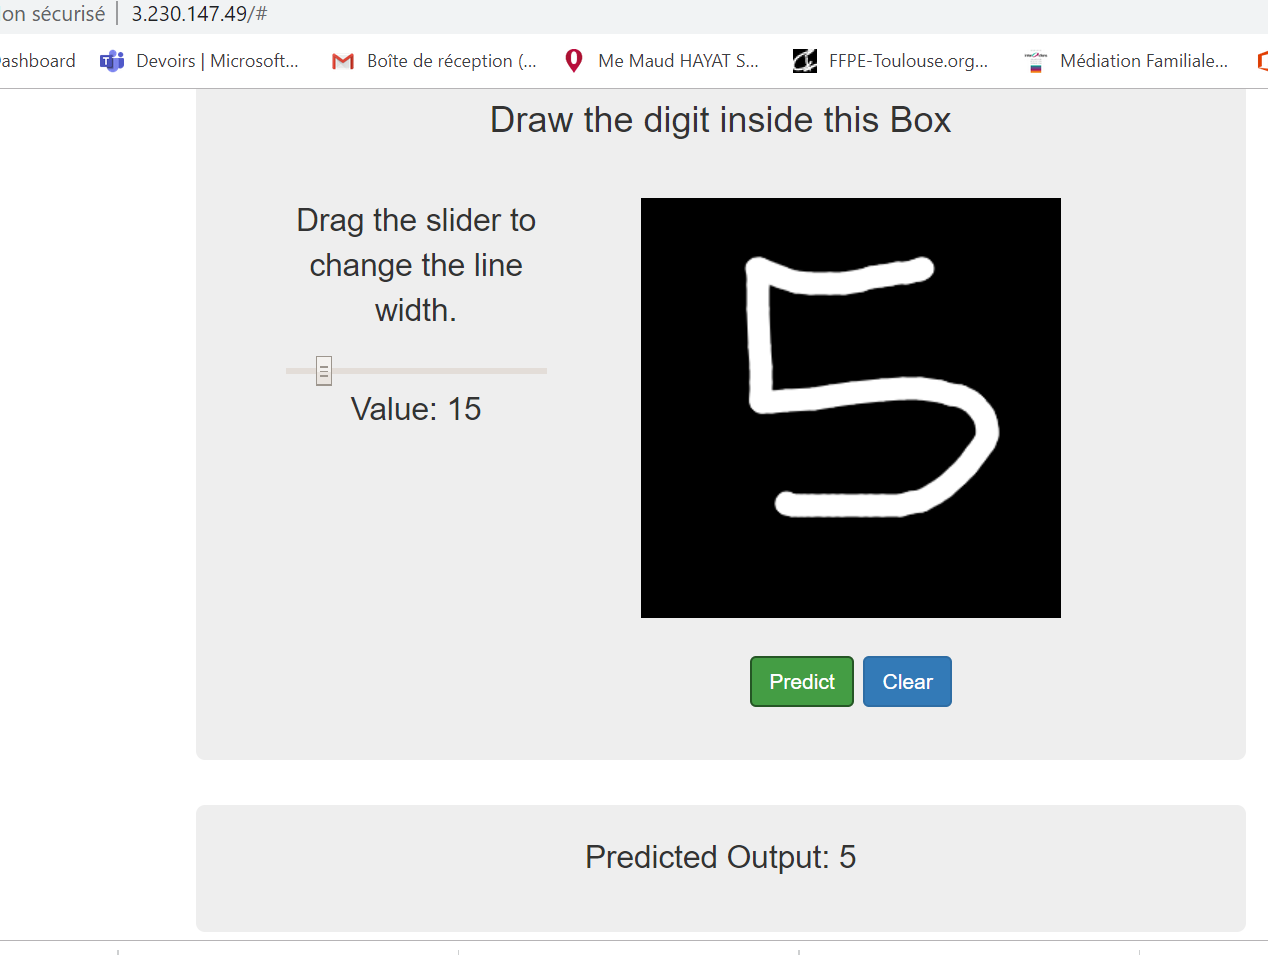 on sécurisé | 3.230.147.49/#
ashboard Devoirs | Microsoft... Boîte de réception (... Me Maud HAYAT S... FFPE-Toulouse.org... Médiation Familiale...
Draw the digit inside this Box
Drag the slider to
change the line
width.
Value: 15
5
Predict Clear
Predicted Output: 5